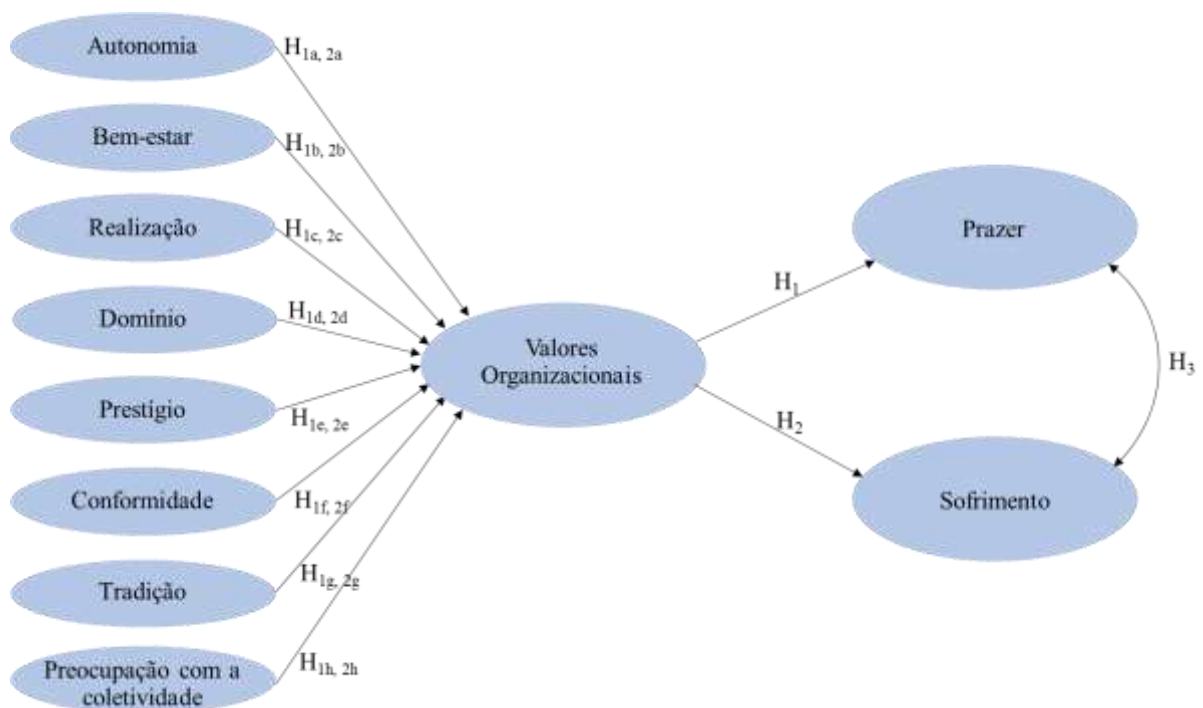 Autonomia
H1a, 2a
Bem-estar
H1b, 2b
Realização
H1c, 2c
Domínio
H1d, 2d
Prestígio
H1e, 2e
Conformidade
H1f, 2f
Tradição
H1g, 2g
Preocupação com a
coletividade
H1h, 2h
Valores
Organizacionais
H1
H2
Prazer
Sofrimento
H3